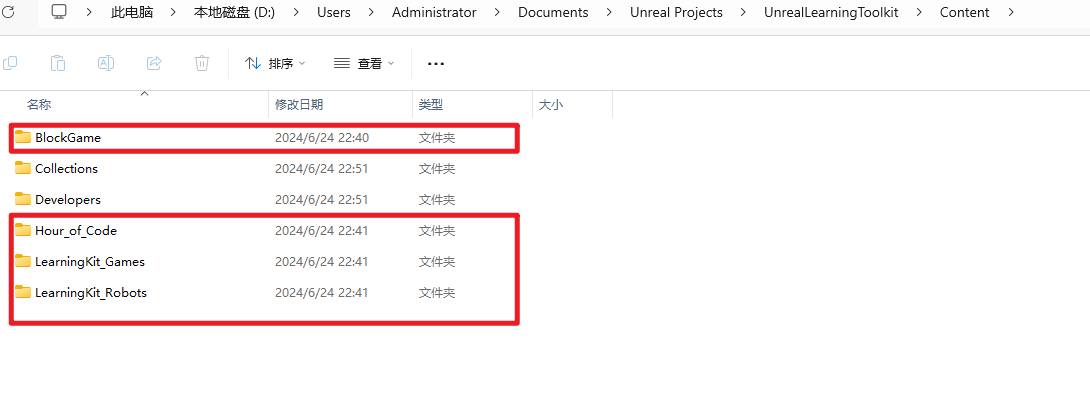 此电脑 > 本地磁盘 (D:) > Users > Administrator > Documents > Unreal Projects > UnrealLearningToolkit > Content >
排序 查看 ...
名称 修改日期 类型 大小
BlockGame 2024/6/24 22:40 文件夹
Collections 2024/6/24 22:51 文件夹
Developers 2024/6/24 22:51 文件夹
Hour_of_Code 2024/6/24 22:41 文件夹
LearningKit_Games 2024/6/24 22:41 文件夹
LearningKit_Robots 2024/6/24 22:41 文件夹